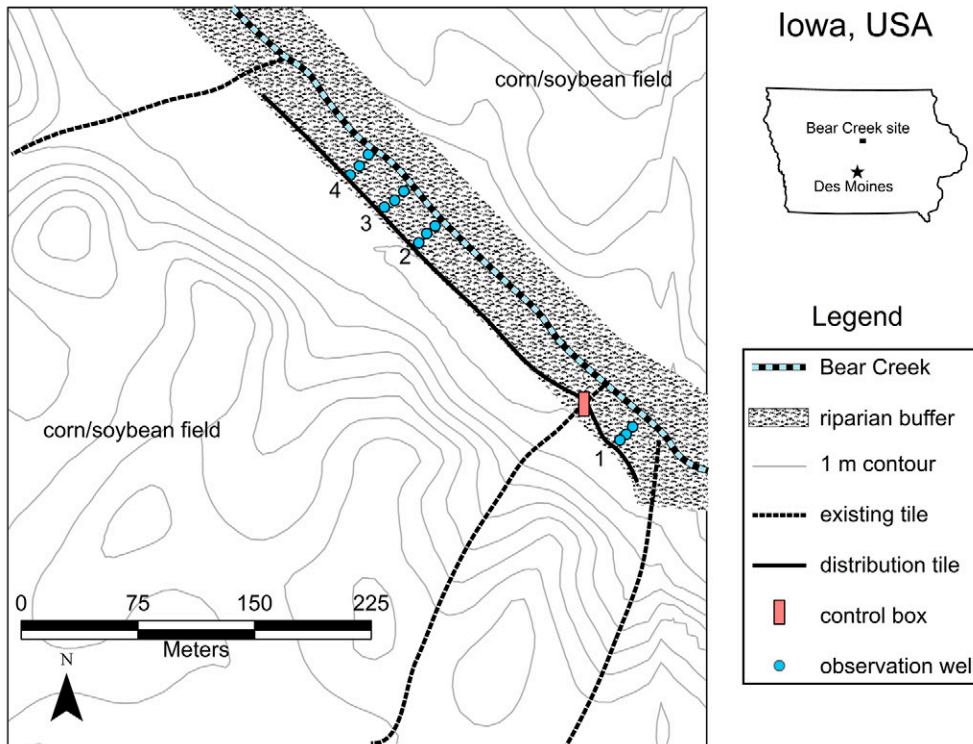 Iowa, USA
corn/soybean field
Bear Creek site
Des Moines
4
3
2
corn/soybean field
1
0 75 150 225
Meters
N
Legend
Bear Creek
riparian buffer
1 m contour
existing tile
distribution tile
control box
observation well